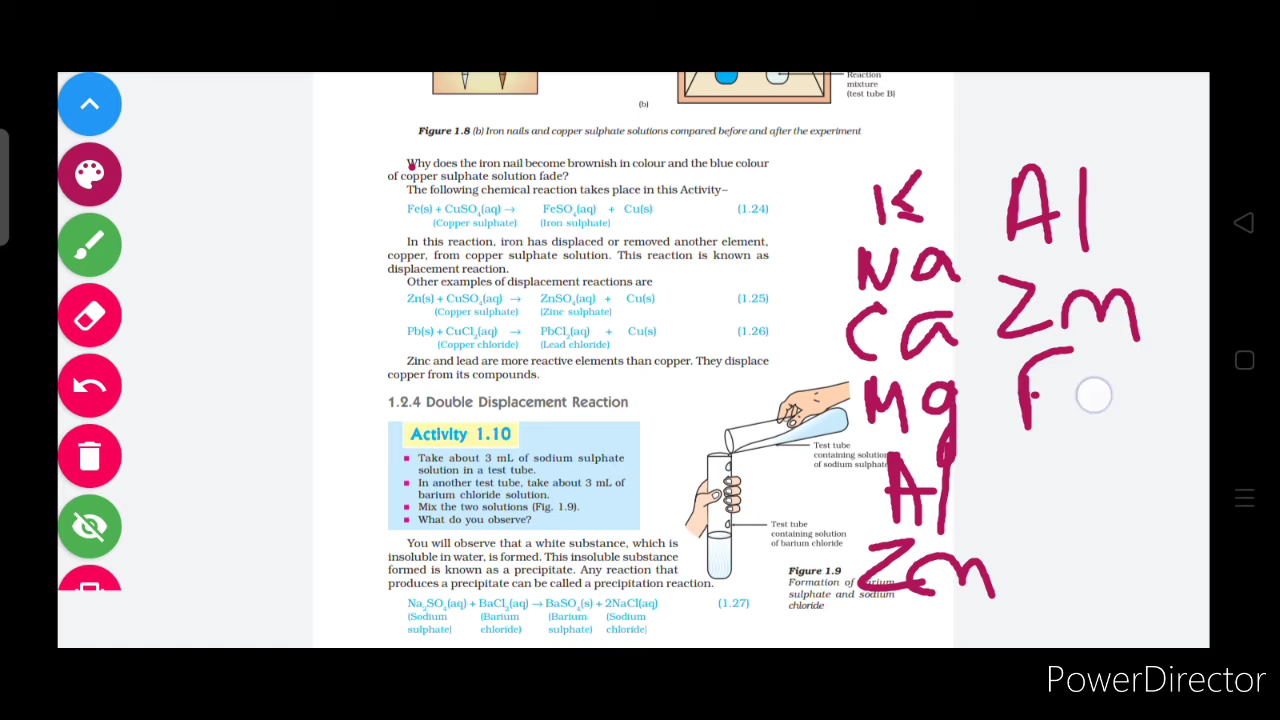 Reaction
mixture
(test tube B)
(b)
Figure 1.8 (b) Iron nails and copper sulphate solutions compared before and after the experiment
Why does the iron nail become brownish in colour and the blue colour
of copper sulphate solution fade?
The following chemical reaction takes place in this Activity–
Fe(s) + CuSO₄(aq) → FeSO₄(aq) + Cu(s) (1.24)
(Copper sulphate) (Iron sulphate)
In this reaction, iron has displaced or removed another element,
copper, from copper sulphate solution. This reaction is known as
displacement reaction.
Other examples of displacement reactions are
Zn(s) + CuSO₄(aq) → ZnSO₄(aq) + Cu(s) (1.25)
(Copper sulphate) (Zinc sulphate)
Pb(s) + CuCl₂(aq) → PbCl₂(aq) + Cu(s) (1.26)
(Copper chloride) (Lead chloride)
Zinc and lead are more reactive elements than copper. They displace
copper from its compounds.
1.2.4 Double Displacement Reaction
Activity 1.10
▪ Take about 3 mL of sodium sulphate
solution in a test tube.
▪ In another test tube, take about 3 mL of
barium chloride solution.
▪ Mix the two solutions (Fig. 1.9).
▪ What do you observe?
You will observe that a white substance, which is
insoluble in water, is formed. This insoluble substance
formed is known as a precipitate. Any reaction that
produces a precipitate can be called a precipitation reaction.
Na₂SO₄(aq) + BaCl₂(aq) → BaSO₄(s) + 2NaCl(aq) (1.27)
(Sodium (Barium (Barium (Sodium
sulphate) chloride) sulphate) chloride)
Test tube
containing solution
of sodium sulphate
Test tube
containing solution
of barium chloride
Figure 1.9
Formation of barium
sulphate and sodium
chloride
K
Na
Ca
Mg
Al
Zn
Al
Zn
F
PowerDirector